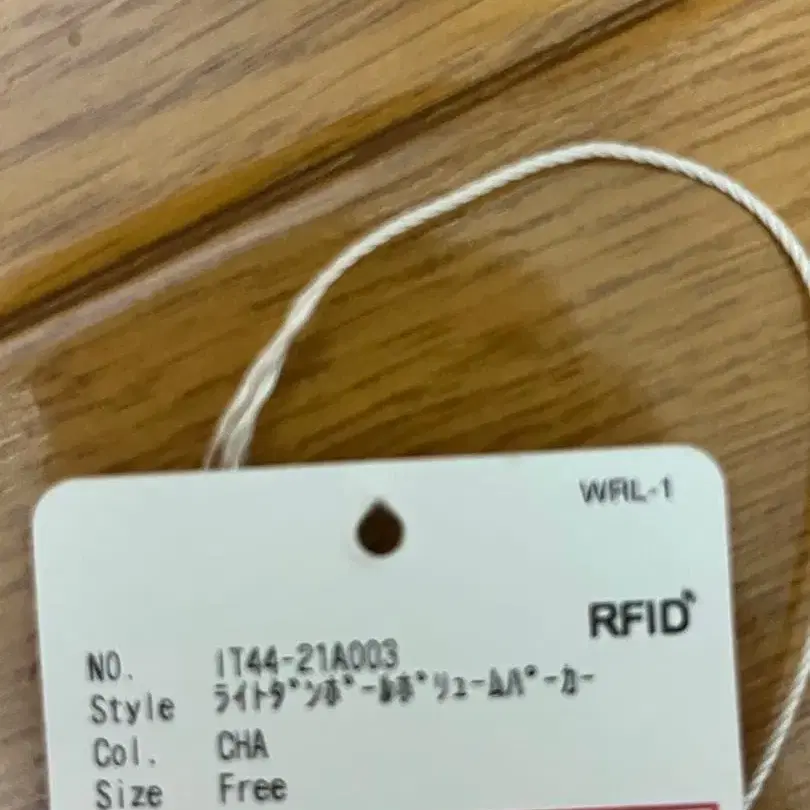 WRL-1
RFID
NO. IT44-21A003
Style ﾗｲﾄﾀﾞﾝﾎﾞｰﾙﾎﾞﾘｭｰﾑﾊﾟｰｶｰ
Col. CHA
Size Free